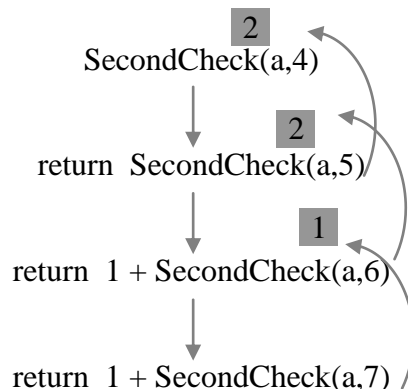 2
SecondCheck(a,4)
2
return SecondCheck(a,5)
1
return 1 + SecondCheck(a,6)
return 1 + SecondCheck(a,7)